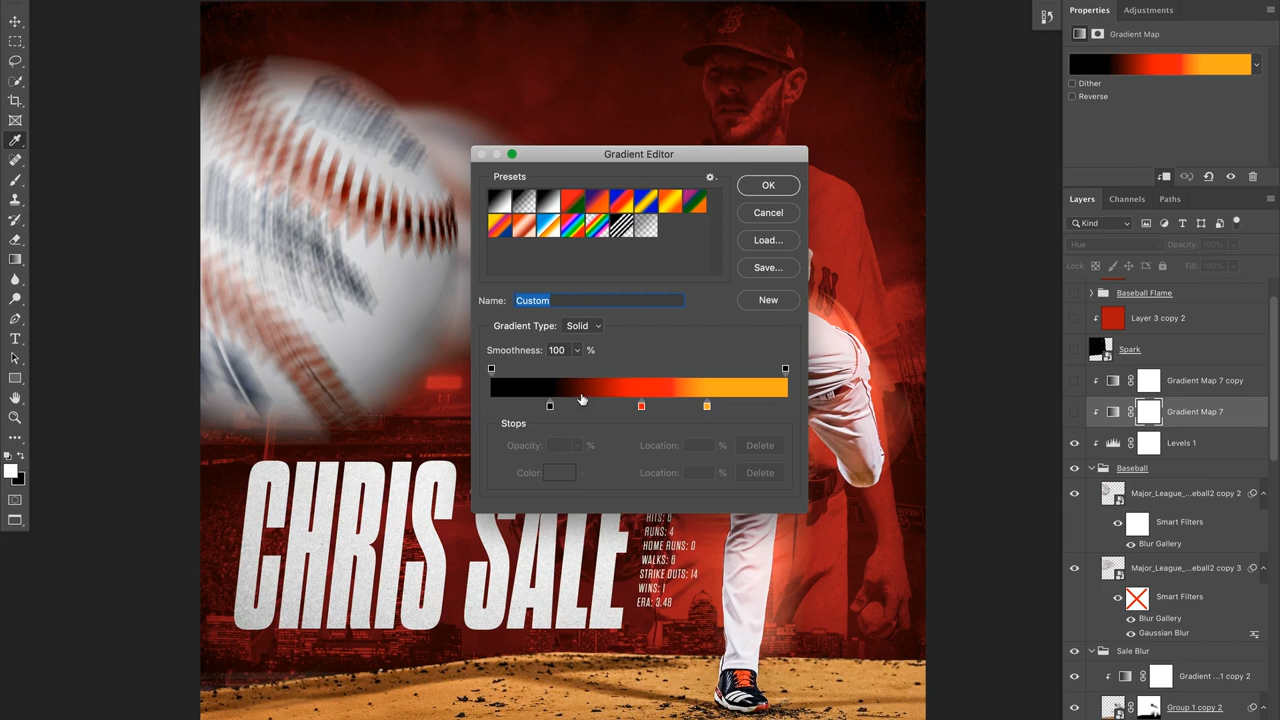 Properties
Adjustments
Gradient Map
Dither
Reverse
Gradient Editor
Presets
OK
Cancel
Load...
Save...
Name:
Custom
New
Gradient Type:
Solid
Smoothness:
100
%
Stops
Opacity:
%
Location:
%
Delete
Color:
Location:
%
Delete
CHRIS SALE
HITS: 6
RUNS: 4
HOME RUNS: 0
WALKS: 6
STRIKE OUTS: 14
WINS: 1
ERA: 3.48
Layers
Channels
Paths
Kind
Hue
Opacity: 100%
Lock:
Fill: 100%
Baseball Flame
Layer 3 copy 2
Spark
Gradient Map 7 copy
Gradient Map 7
Levels 1
Baseball
Major_League_...eball2 copy 2
Smart Filters
Blur Gallery
Major_League_...eball2 copy 3
Smart Filters
Blur Gallery
Gaussian Blur
Sale Blur
Gradient ...1 copy 2
Group 1 copy 2